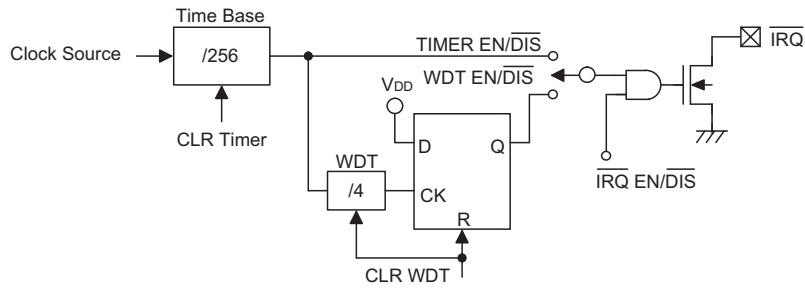 Time Base
Clock Source
/256
TIMER EN/DIS
IRQ
WDT EN/DIS
VDD
CLR Timer
D
Q
WDT
/4
CK
IRQ EN/DIS
R
CLR WDT